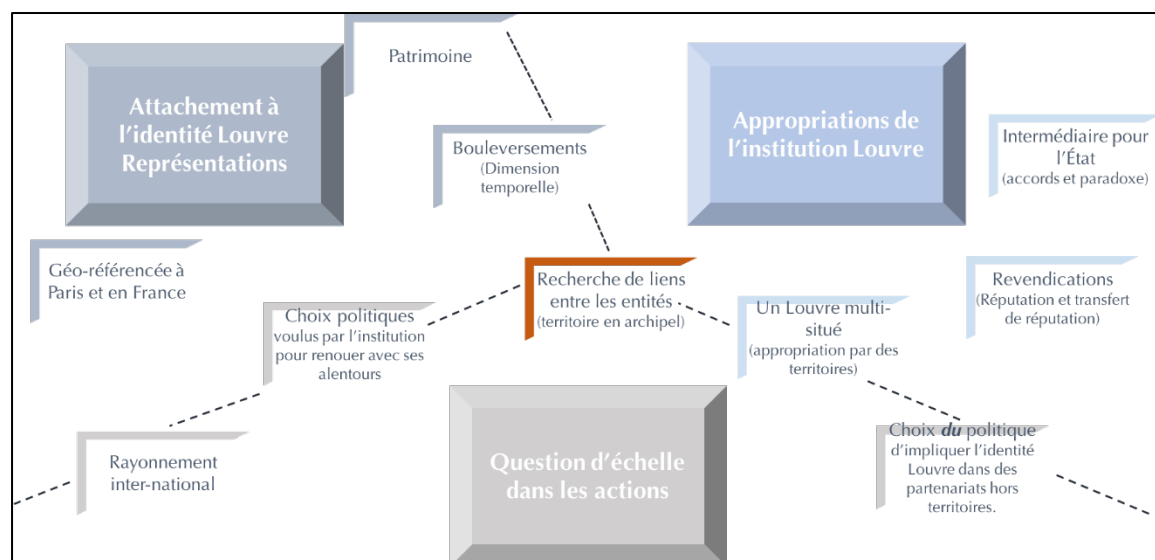 Patrimoine
Attachement à
l'identité Louvre
Représentations
Appropriations de
l'institution Louvre
Bouleversements
(Dimension
temporelle)
Intermédiaire pour
l'État
(accords et paradoxe)
Géo-référencée à
Paris et en France
Recherche de liens
entre les entités
(territoire en archipel)
Revendications
(Réputation et transfert
de réputation)
Choix politiques
voulus par l'institution
pour renouer avec ses
alentours
Un Louvre multi-
situé
(appropriation par des
territoires)
Rayonnement
inter-national
Question d'échelle
dans les actions
Choix du politique
d'impliquer l'identité
Louvre dans des
partenariats hors
territoires.